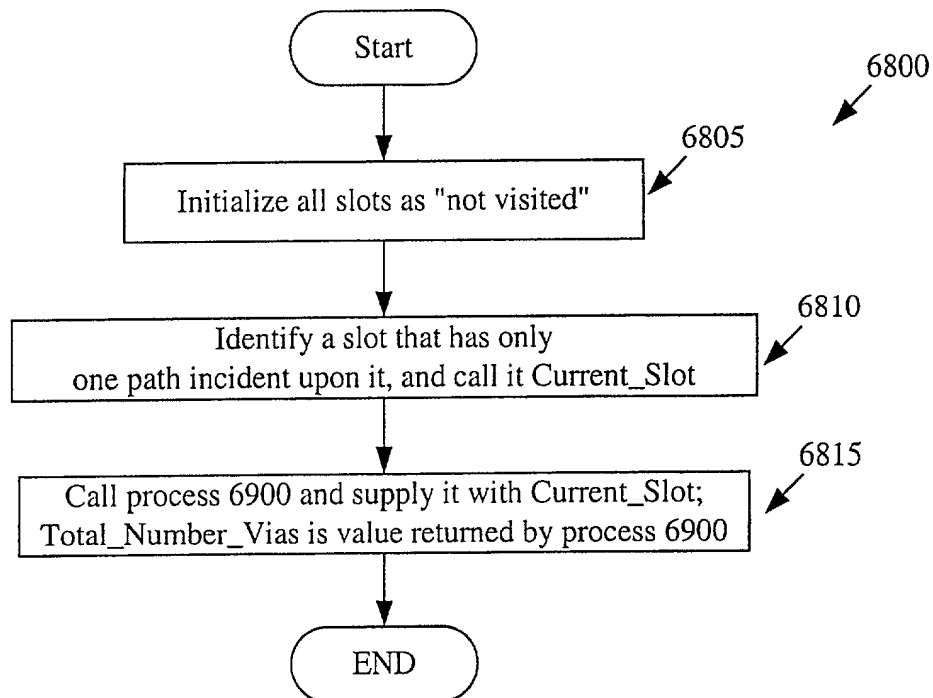 Start
6800
6805
Initialize all slots as "not visited"
6810
Identify a slot that has only
one path incident upon it, and call it Current_Slot
6815
Call process 6900 and supply it with Current_Slot;
Total_Number_Vias is value returned by process 6900
END